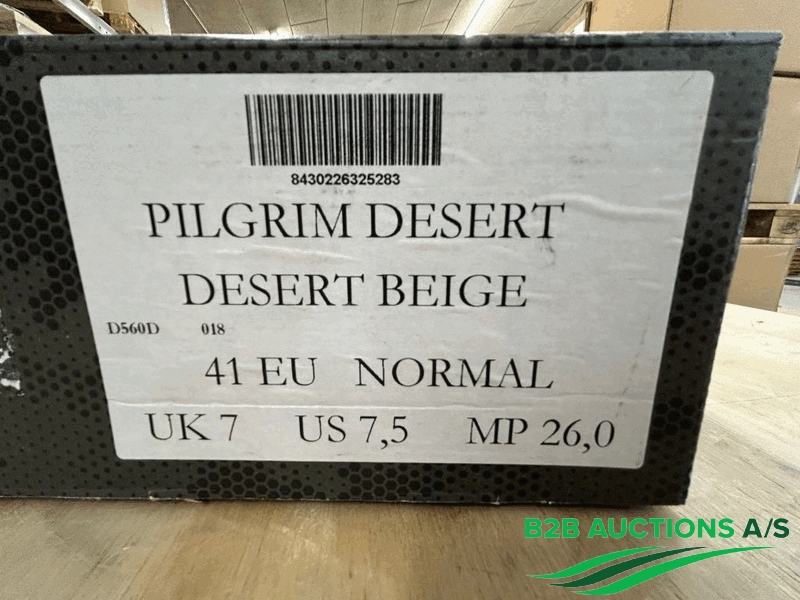 8430226325283
PILGRIM DESERT
DESERT BEIGE
D560D 018
41 EU NORMAL
UK 7 US 7,5 MP 26,0
B2B AUCTIONS A/S